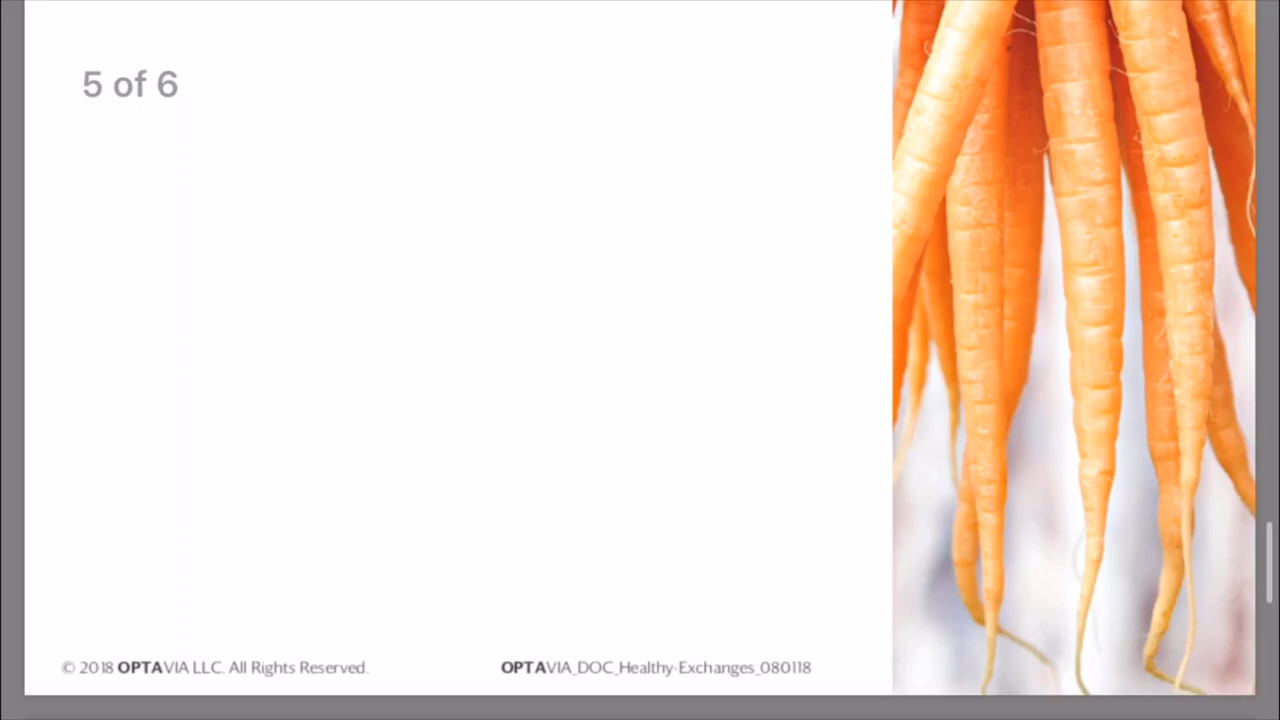 5 of 6
© 2018 OPTAVIA LLC. All Rights Reserved.
OPTAVIA_DOC_Healthy-Exchanges_080118